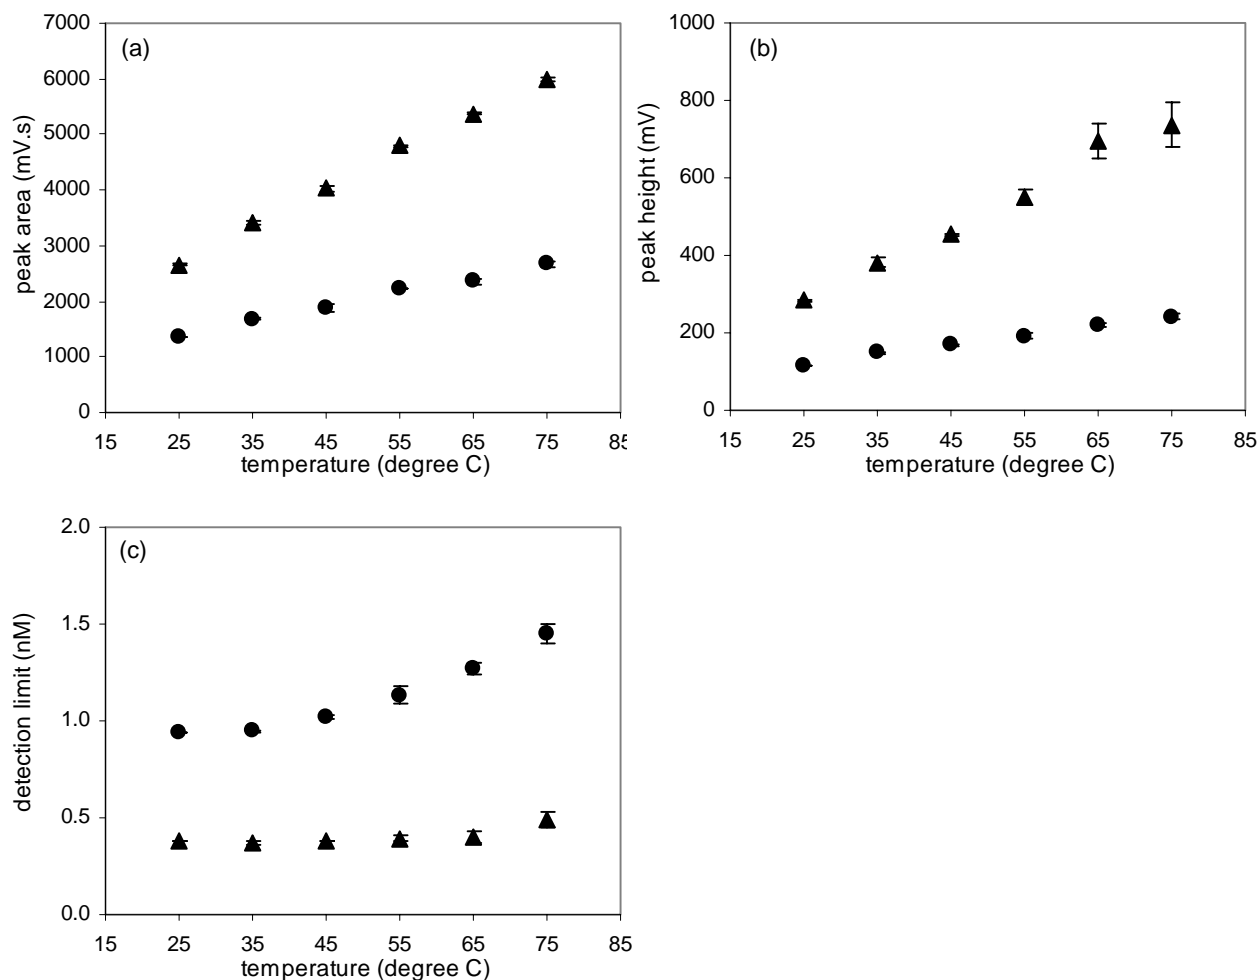 (a)
peak area (mV.s)
7000
6000
5000
4000
3000
2000
1000
0
15 25 35 45 55 65 75 85
temperature (degree C)
(b)
peak height (mV)
1000
800
600
400
200
0
15 25 35 45 55 65 75 85
temperature (degree C)
(c)
detection limit (nM)
2.0
1.5
1.0
0.5
0.0
15 25 35 45 55 65 75 85
temperature (degree C)